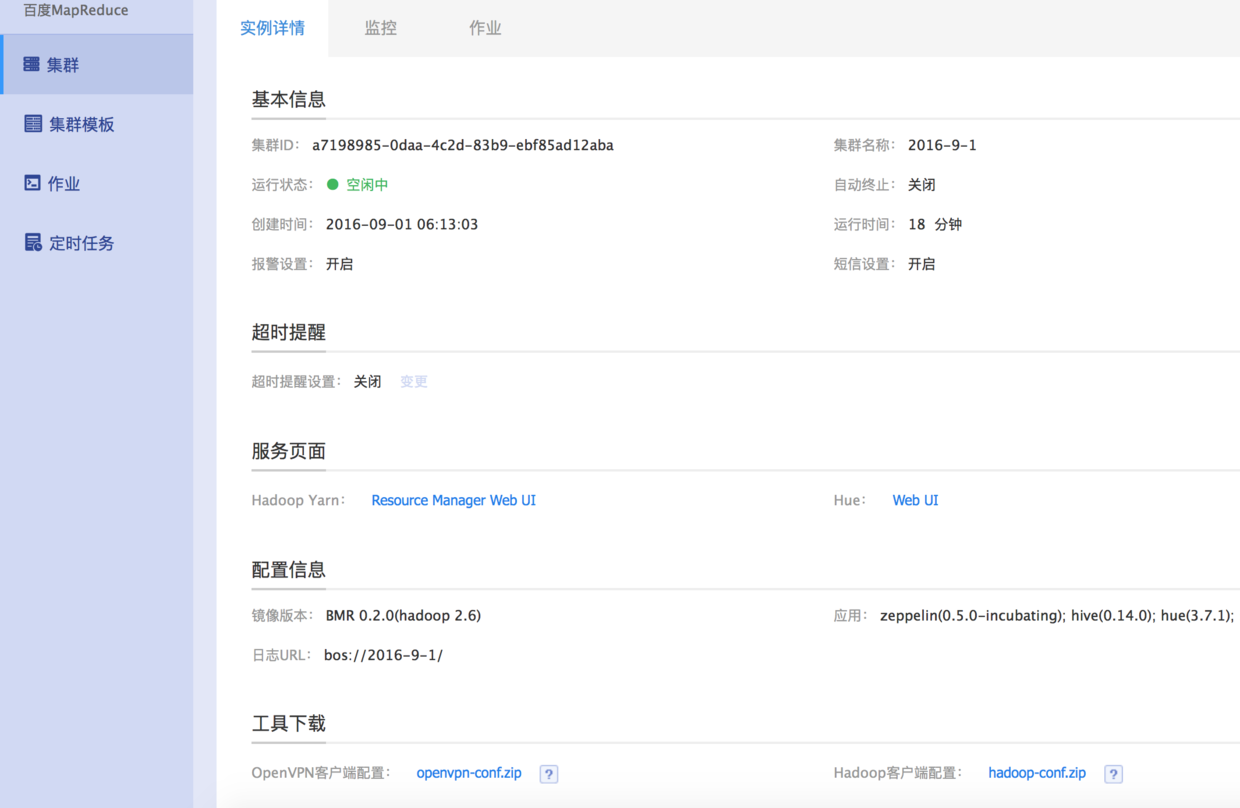 百度MapReduce
集群
集群模板
作业
定时任务
实例详情 监控 作业
基本信息
集群ID： a7198985-0daa-4c2d-83b9-ebf85ad12aba 集群名称： 2016-9-1
运行状态： 空闲中 自动终止： 关闭
创建时间： 2016-09-01 06:13:03 运行时间： 18 分钟
报警设置： 开启 短信设置： 开启
超时提醒
超时提醒设置： 关闭 变更
服务页面
Hadoop Yarn： Resource Manager Web UI Hue： Web UI
配置信息
镜像版本： BMR 0.2.0(hadoop 2.6) 应用： zeppelin(0.5.0-incubating); hive(0.14.0); hue(3.7.1);
日志URL： bos://2016-9-1/
工具下载
OpenVPN客户端配置： openvpn-conf.zip ? Hadoop客户端配置： hadoop-conf.zip ?